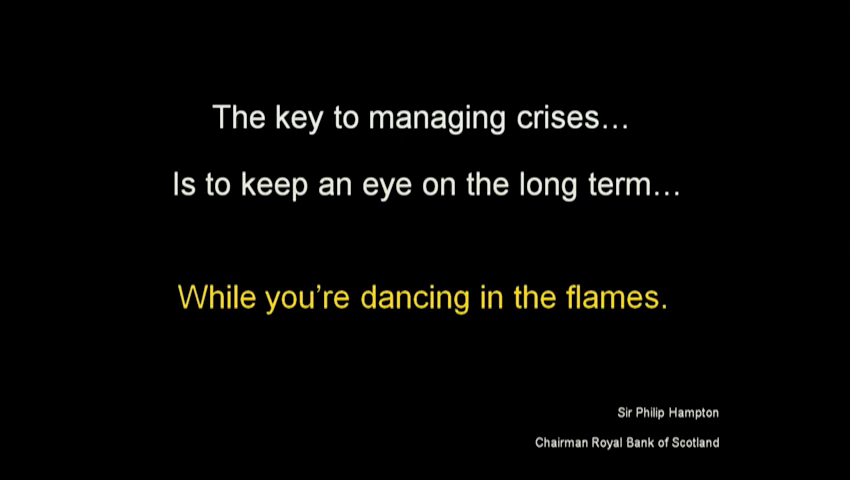 The key to managing crises…
Is to keep an eye on the long term…
While you’re dancing in the flames.
Sir Philip Hampton
Chairman Royal Bank of Scotland